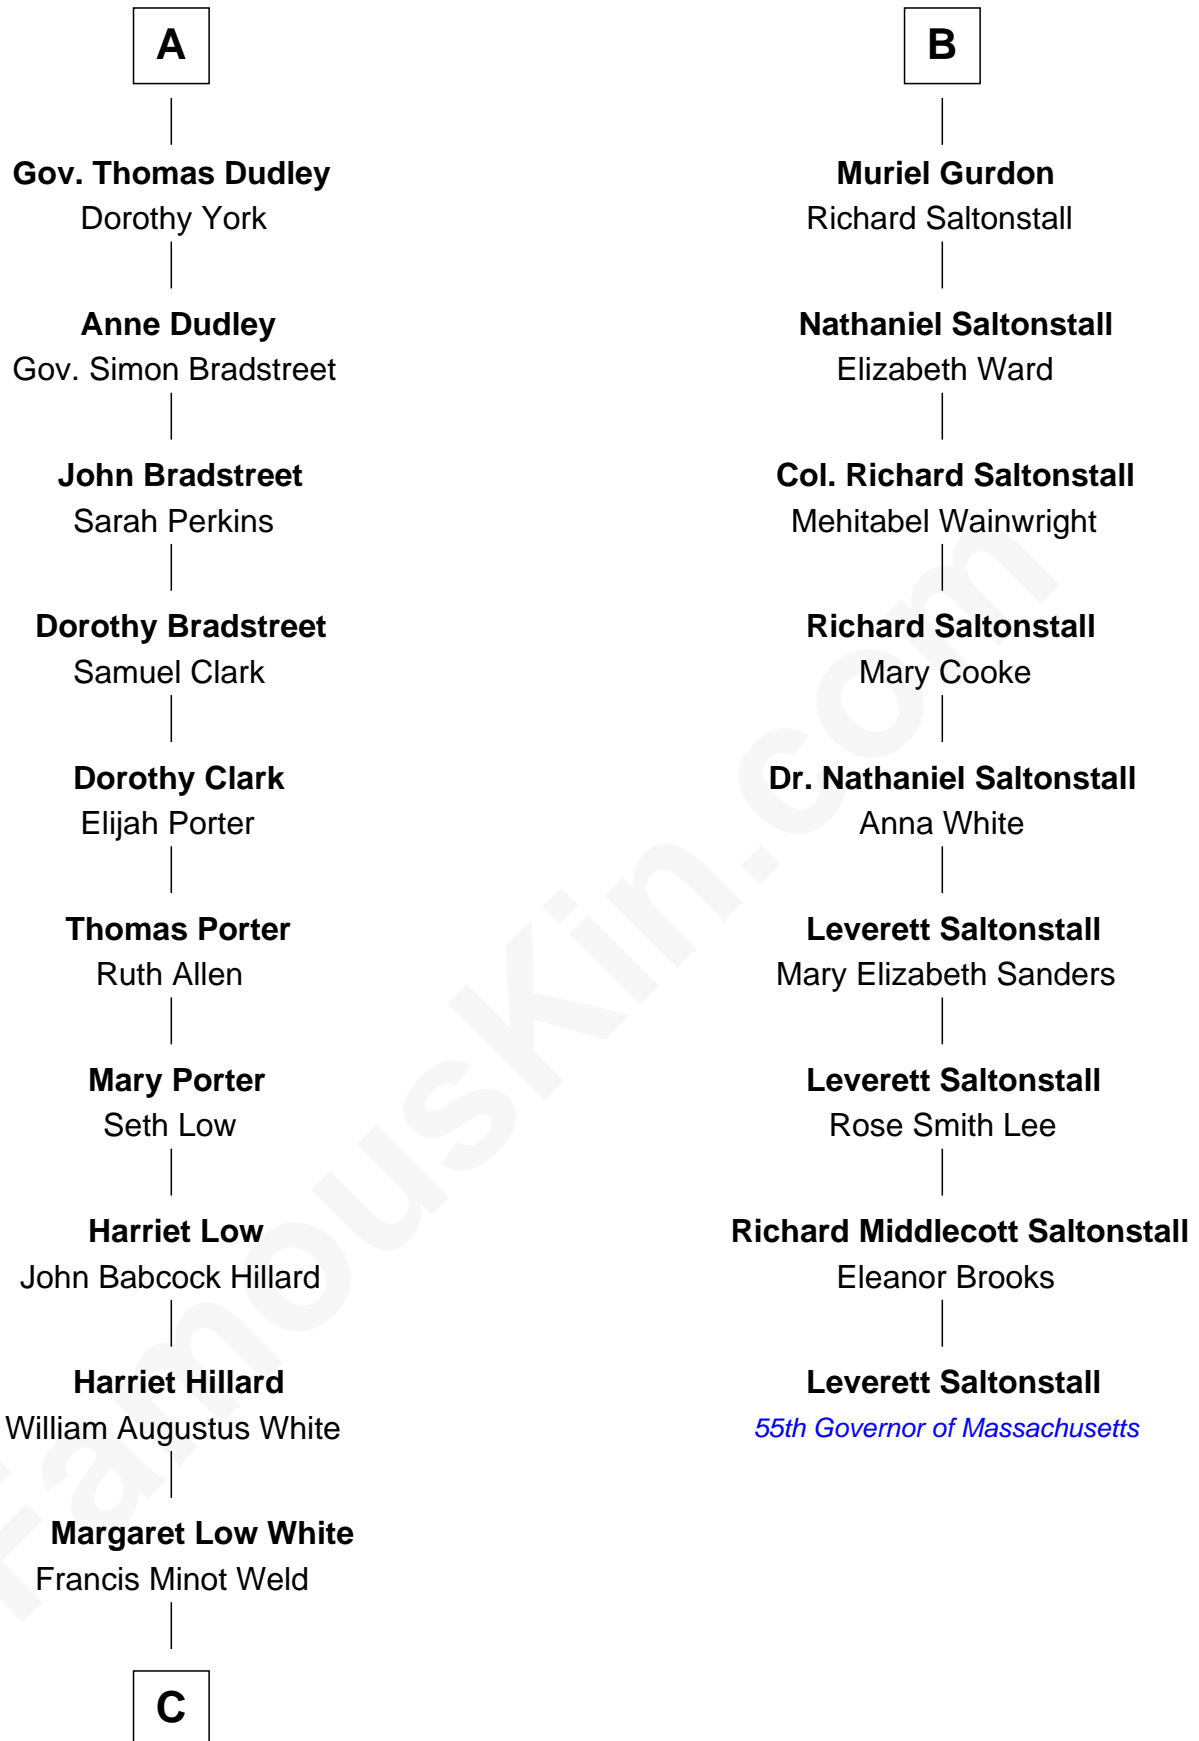 A
Gov. Thomas Dudley
Dorothy York
Anne Dudley
Gov. Simon Bradstreet
John Bradstreet
Sarah Perkins
Dorothy Bradstreet
Samuel Clark
Dorothy Clark
Elijah Porter
Thomas Porter
Ruth Allen
Mary Porter
Seth Low
Harriet Low
John Babcock Hillard
Harriet Hillard
William Augustus White
Margaret Low White
Francis Minot Weld
C
B
Muriel Gurdon
Richard Saltonstall
Nathaniel Saltonstall
Elizabeth Ward
Col. Richard Saltonstall
Mehitabel Wainwright
Richard Saltonstall
Mary Cooke
Dr. Nathaniel Saltonstall
Anna White
Leverett Saltonstall
Mary Elizabeth Sanders
Leverett Saltonstall
Rose Smith Lee
Richard Middlecott Saltonstall
Eleanor Brooks
Leverett Saltonstall
55th Governor of Massachusetts
FamousKin.com